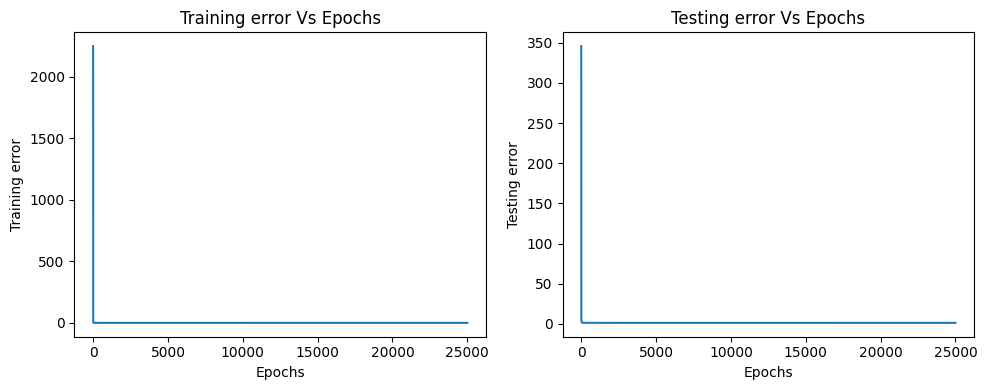 Training error Vs Epochs
Training error
2000
1500
1000
500
0
0 5000 10000 15000 20000 25000
Epochs
Testing error Vs Epochs
Testing error
350
300
250
200
150
100
50
0
0 5000 10000 15000 20000 25000
Epochs